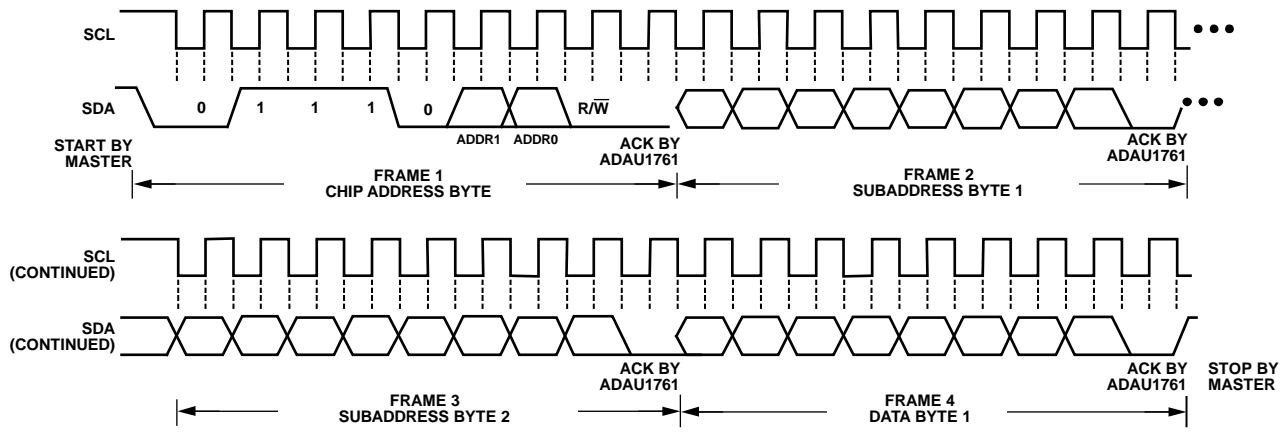 SCL
SDA
0 1 1 1 0 R/W̅
ADDR1 ADDR0
START BY
MASTER
ACK BY
ADAU1761
ACK BY
ADAU1761
FRAME 1
CHIP ADDRESS BYTE
FRAME 2
SUBADDRESS BYTE 1
SCL
(CONTINUED)
SDA
(CONTINUED)
ACK BY
ADAU1761
ACK BY
ADAU1761
STOP BY
MASTER
FRAME 3
SUBADDRESS BYTE 2
FRAME 4
DATA BYTE 1